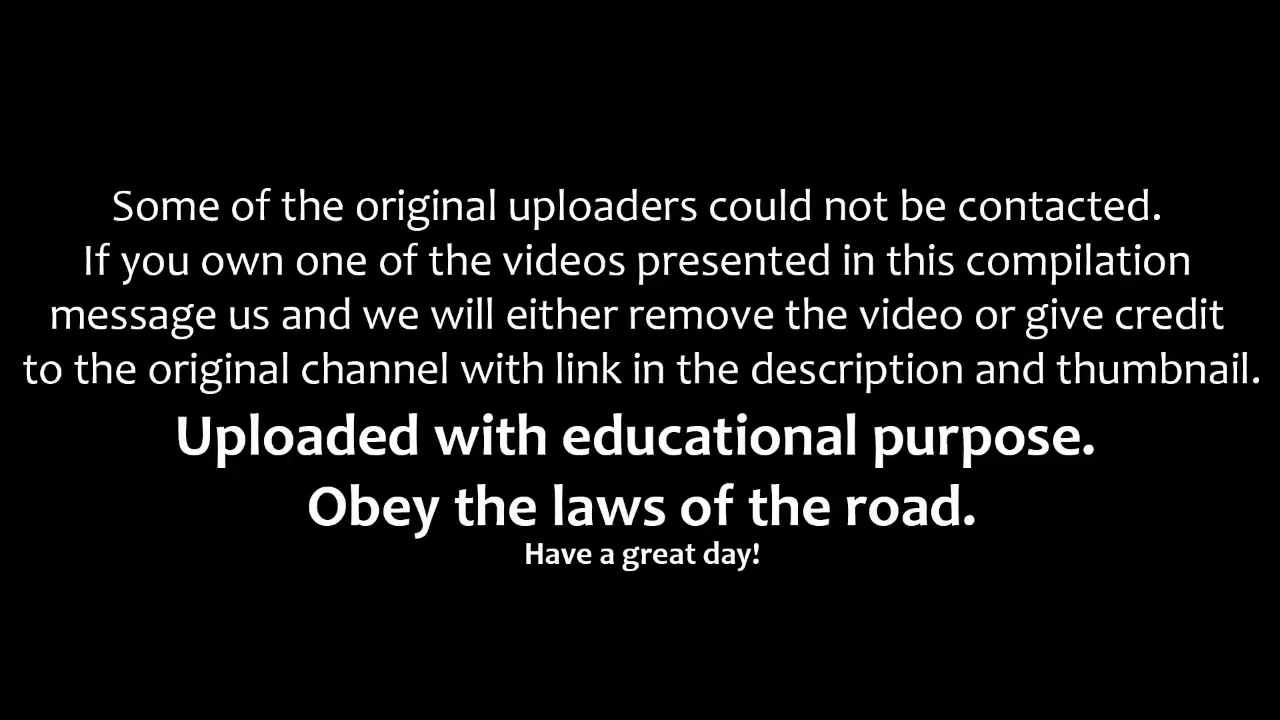 Some of the original uploaders could not be contacted.
If you own one of the videos presented in this compilation
message us and we will either remove the video or give credit
to the original channel with link in the description and thumbnail.
Uploaded with educational purpose.
Obey the laws of the road.
Have a great day!